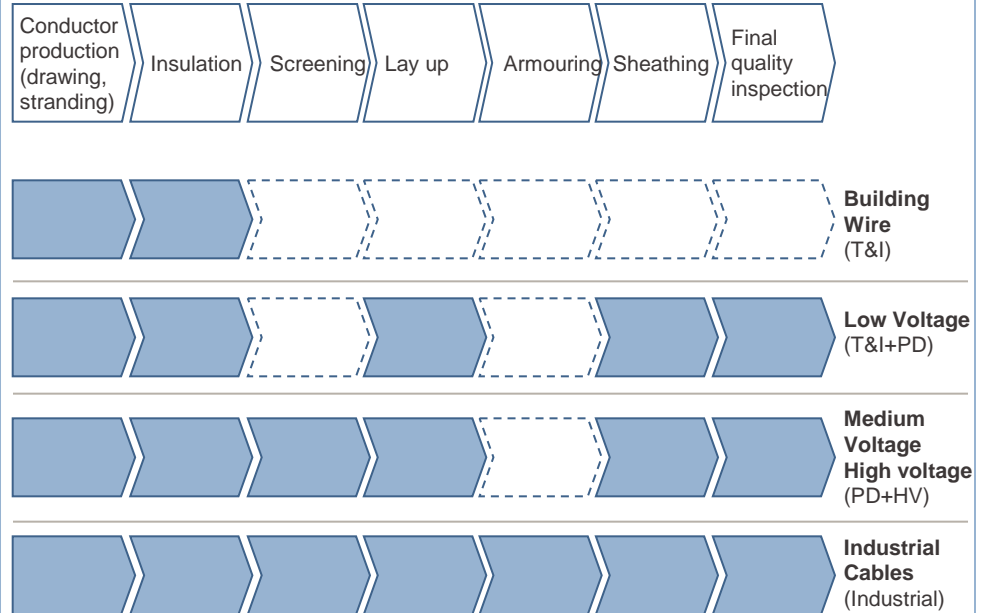 Conductor
production
(drawing,
stranding)
Insulation
Screening
Lay up
Armouring
Sheathing
Final
quality
inspection
Building
Wire
(T&I)
Low Voltage
(T&I+PD)
Medium
Voltage
High voltage
(PD+HV)
Industrial
Cables
(Industrial)